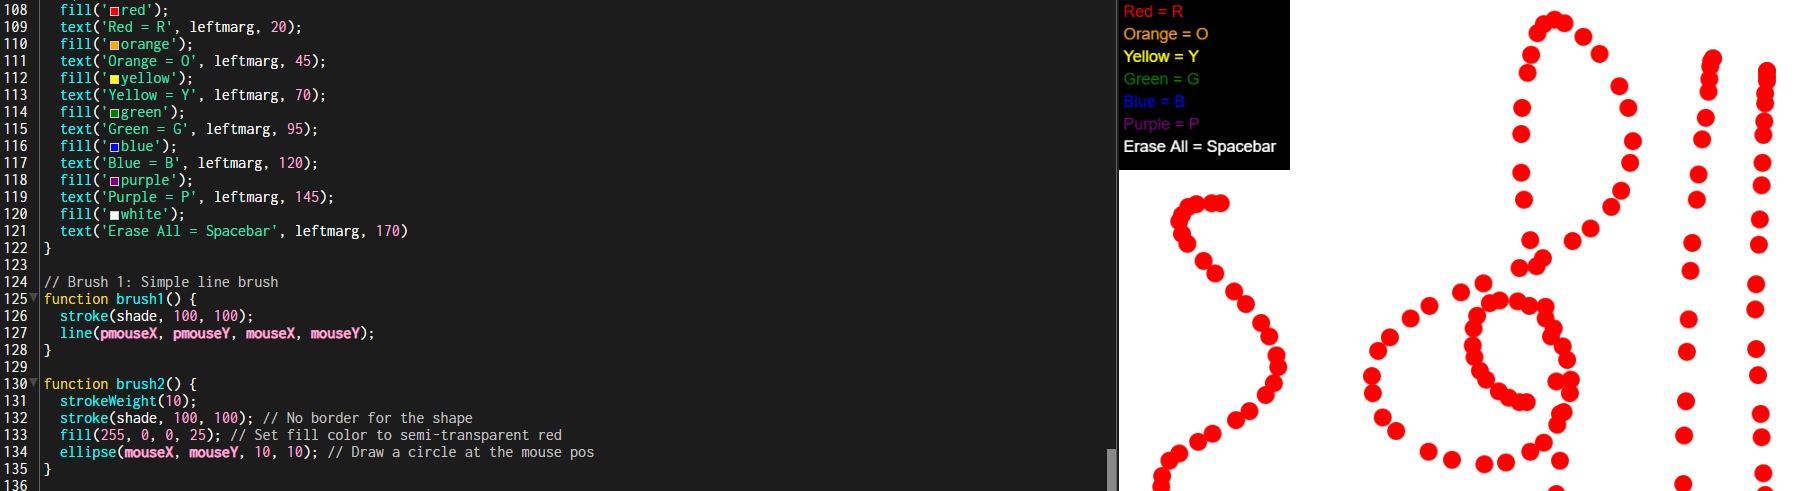 108 fill('red');
109 text('Red = R', leftmarg, 20);
110 fill('orange');
111 text('Orange = O', leftmarg, 45);
112 fill('yellow');
113 text('Yellow = Y', leftmarg, 70);
114 fill('green');
115 text('Green = G', leftmarg, 95);
116 fill('blue');
117 text('Blue = B', leftmarg, 120);
118 fill('purple');
119 text('Purple = P', leftmarg, 145);
120 fill('white');
121 text('Erase All = Spacebar', leftmarg, 170)
122 }
123
124 // Brush 1: Simple line brush
125 function brush1() {
126 stroke(shade, 100, 100);
127 line(pmouseX, pmouseY, mouseX, mouseY);
128 }
129
130 function brush2() {
131 strokeWeight(10);
132 stroke(shade, 100, 100); // No border for the shape
133 fill(255, 0, 0, 25); // Set fill color to semi-transparent red
134 ellipse(mouseX, mouseY, 10, 10); // Draw a circle at the mouse pos
135 }
136
Red = R
Orange = O
Yellow = Y
Green = G
Blue = B
Purple = P
Erase All = Spacebar